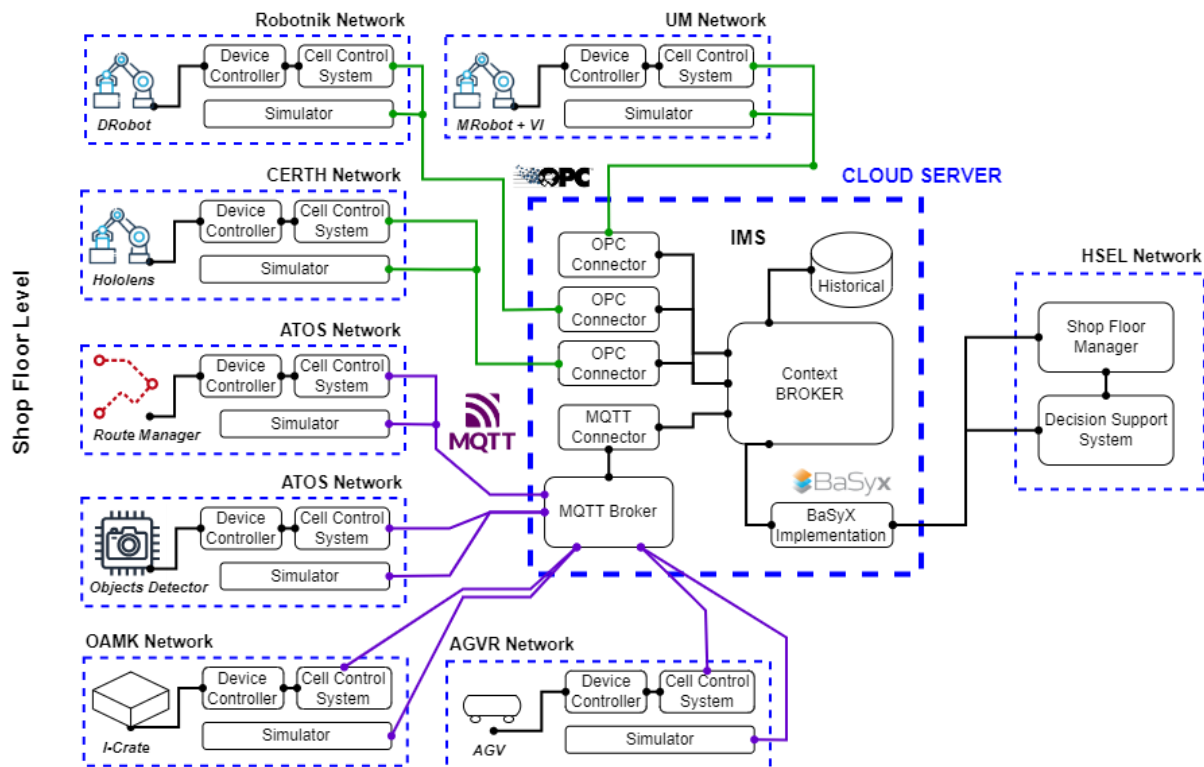 Robotnik Network
Device
Controller
Cell Control
System
Simulator
DRobot
UM Network
Device
Controller
Cell Control
System
Simulator
MRobot + VI
CERTH Network
Device
Controller
Cell Control
System
Simulator
Hololens
OPC
CLOUD SERVER
IMS
OPC
Connector
OPC
Connector
OPC
Connector
MQTT
Connector
MQTT Broker
Historical
Context
BROKER
BaSyx
BaSyX
Implementation
HSEL Network
Shop Floor
Manager
Decision Support
System
Shop Floor Level
ATOS Network
Device
Controller
Cell Control
System
Simulator
Route Manager
MQTT
ATOS Network
Device
Controller
Cell Control
System
Simulator
Objects Detector
OAMK Network
Device
Controller
Cell Control
System
Simulator
I-Crate
AGVR Network
Device
Controller
Cell Control
System
Simulator
AGV